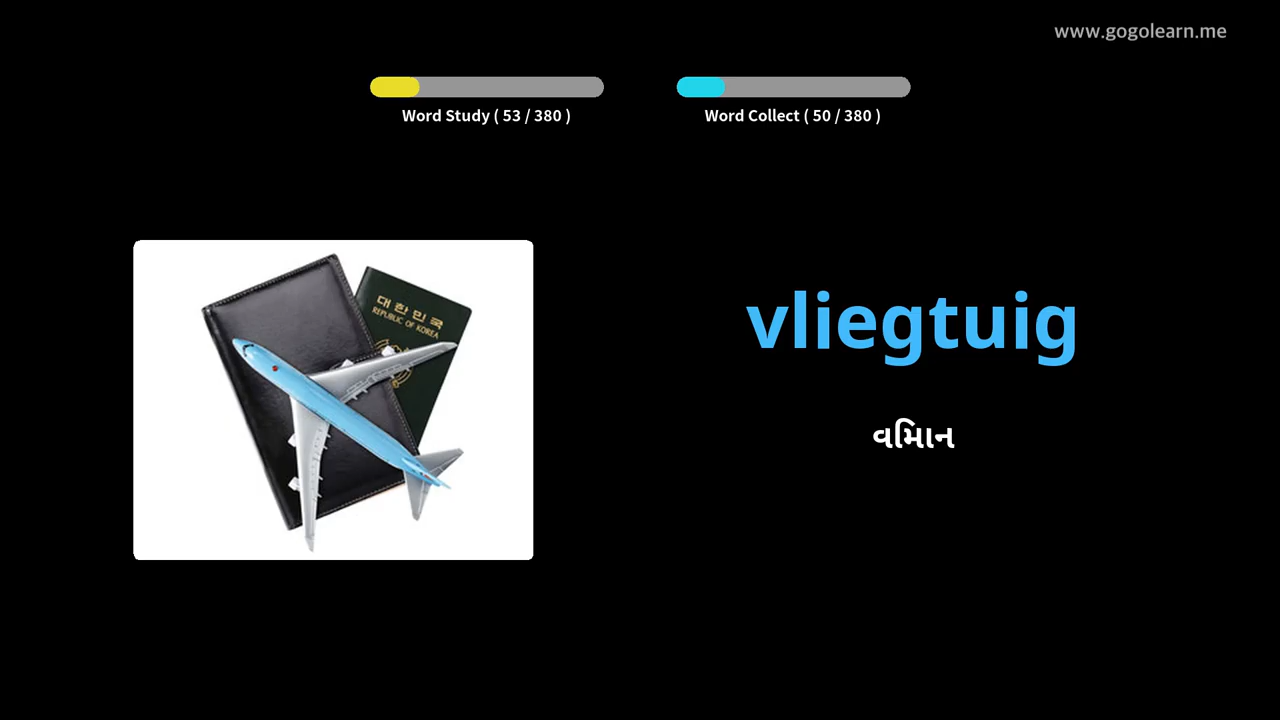 www.gogolearn.me
Word Study ( 53 / 380 )
Word Collect ( 50 / 380 )
대한민국
REPUBLIC OF KOREA
vliegtuig
વિમાન